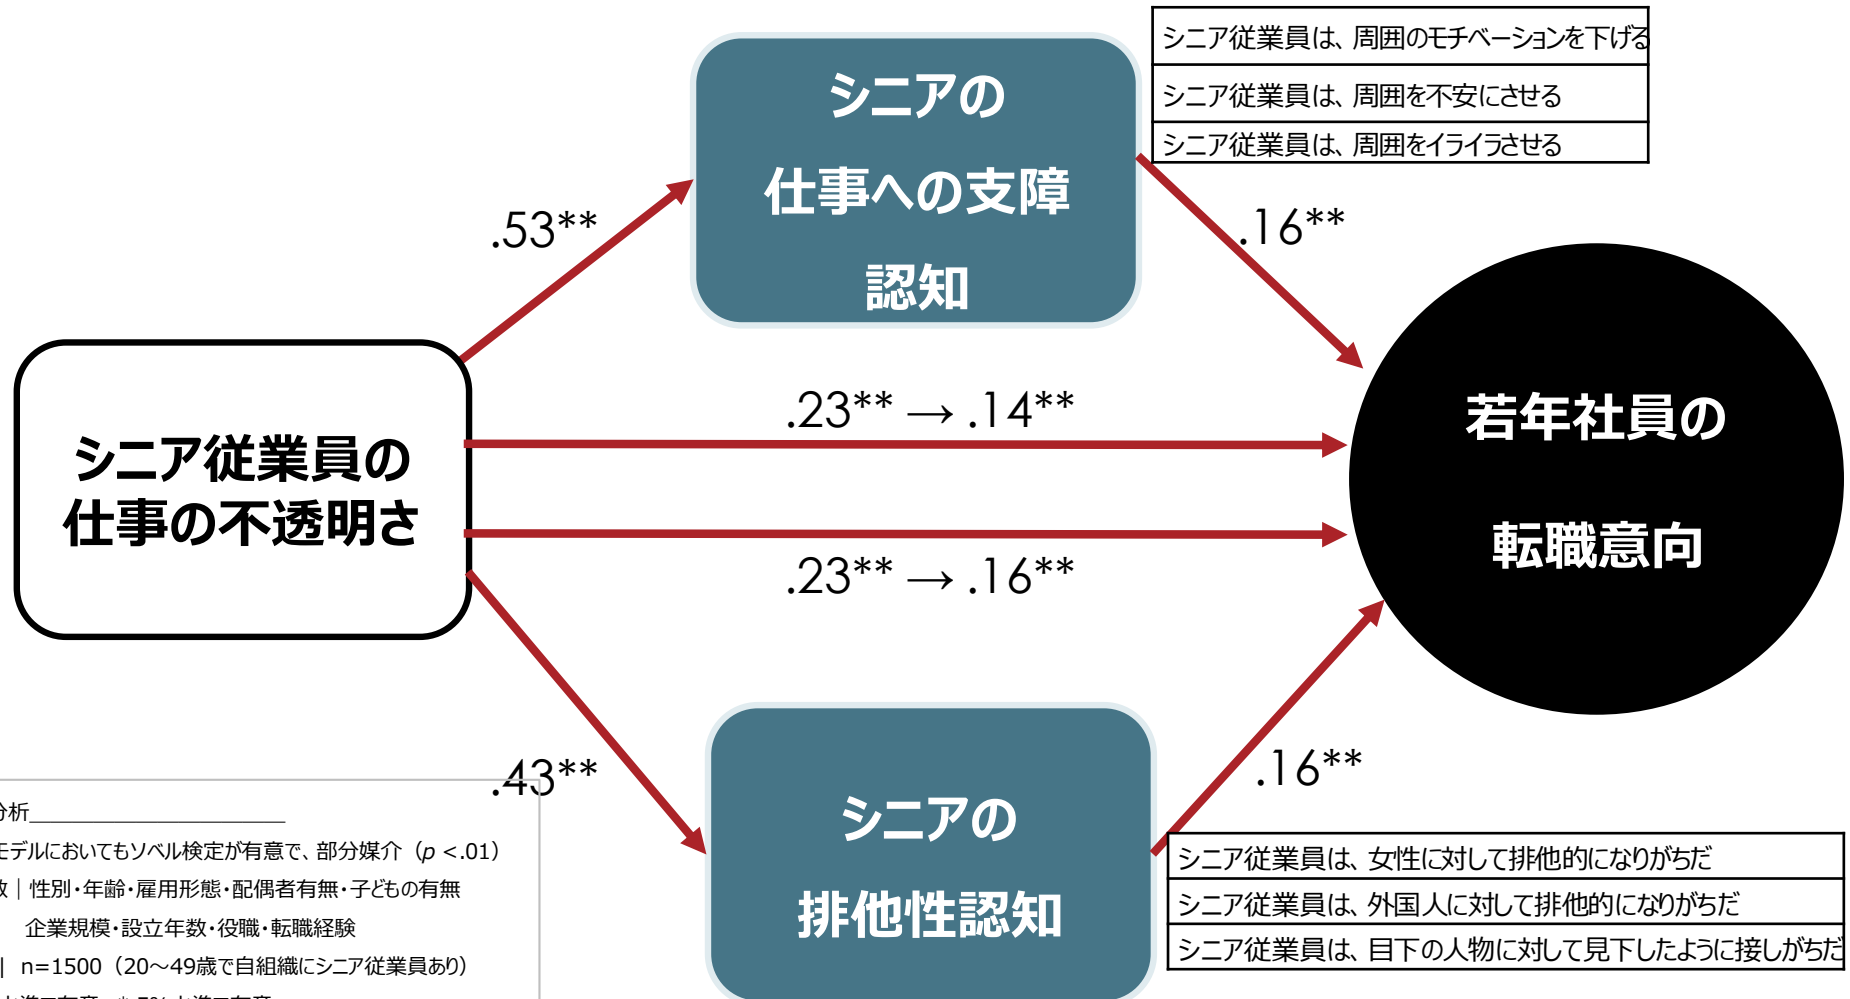 シニアの
仕事への支障
認知
シニア従業員は、周囲のモチベーションを下げる
シニア従業員は、周囲を不安にさせる
シニア従業員は、周囲をイライラさせる
.53**
.16**
シニア従業員の
仕事の不透明さ
.23** → .14**
.23** → .16**
若年社員の
転職意向
.43**
.16**
シニアの
排他性認知
シニア従業員は、女性に対して排他的になりがちだ
シニア従業員は、外国人に対して排他的になりがちだ
シニア従業員は、目下の人物に対して見下したように接しがちだ
分析
モデルにおいてもソベル検定が有意で、部分媒介（p <.01）
数｜性別・年齢・雇用形態・配偶者有無・子どもの有無
企業規模・設立年数・役職・転職経験
| n=1500（20～49歳で自組織にシニア従業員あり）